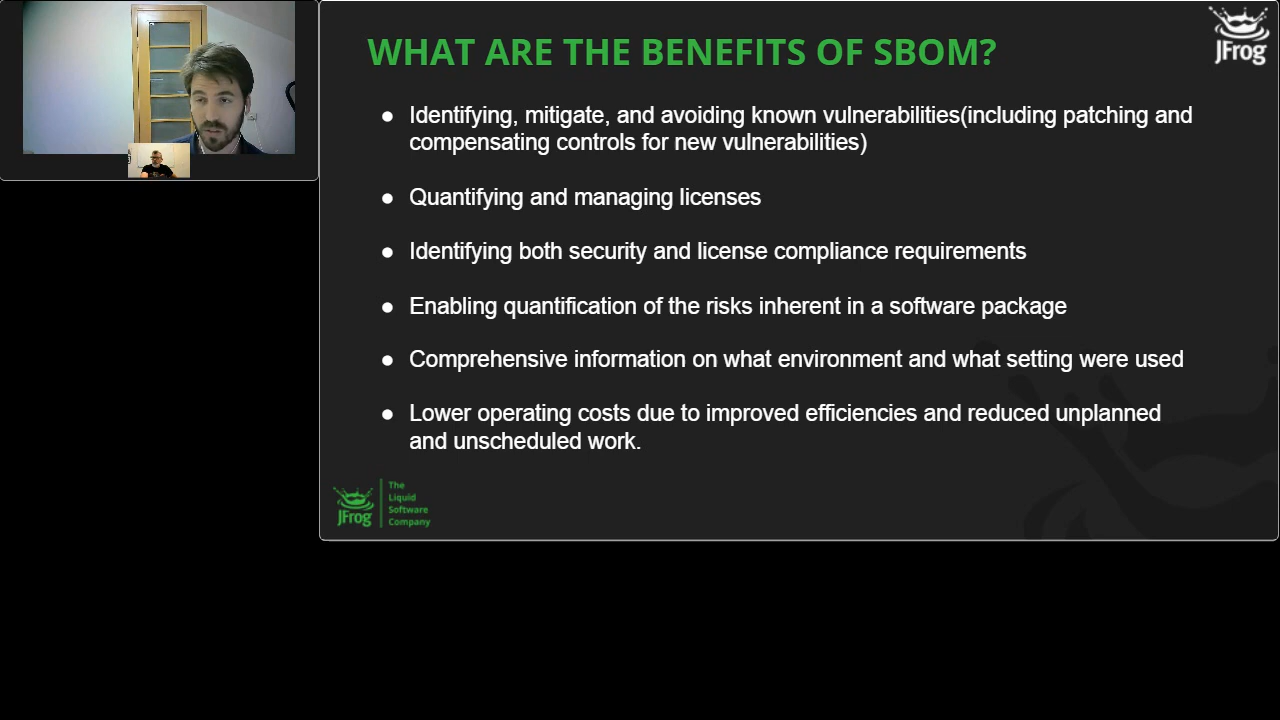 WHAT ARE THE BENEFITS OF SBOM?
JFrog
● Identifying, mitigate, and avoiding known vulnerabilities(including patching and
compensating controls for new vulnerabilities)
● Quantifying and managing licenses
● Identifying both security and license compliance requirements
● Enabling quantification of the risks inherent in a software package
● Comprehensive information on what environment and what setting were used
● Lower operating costs due to improved efficiencies and reduced unplanned
and unscheduled work.
JFrog
The
Liquid
Software
Company